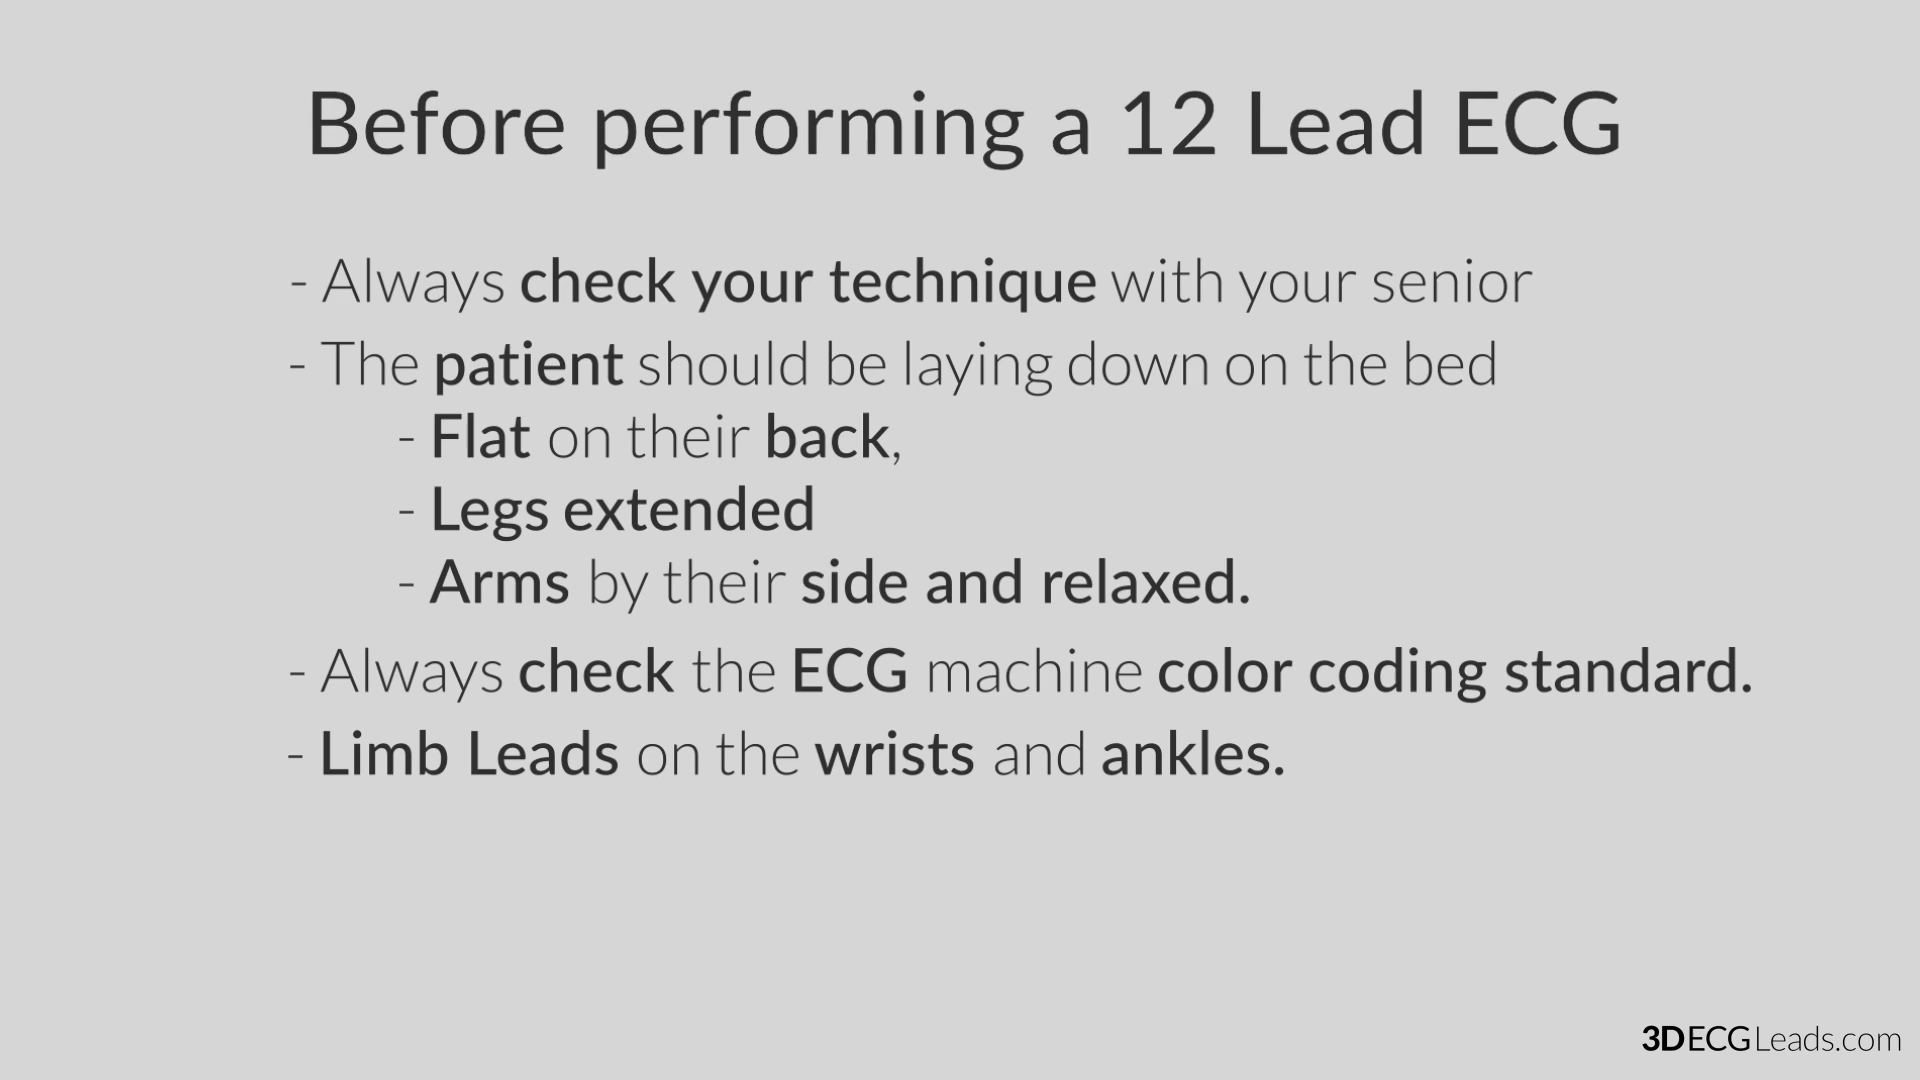 Before performing a 12 Lead ECG
- Always check your technique with your senior
- The patient should be laying down on the bed
- Flat on their back,
- Legs extended
- Arms by their side and relaxed.
- Always check the ECG machine color coding standard.
- Limb Leads on the wrists and ankles.
3DECGLeads.com